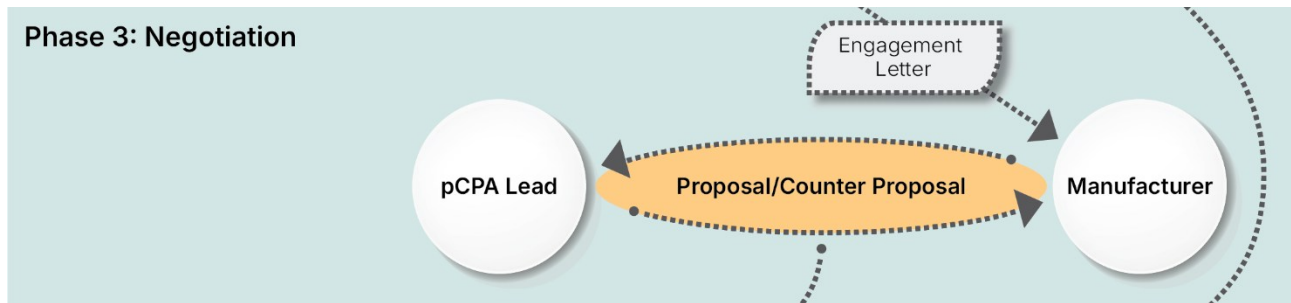 Phase 3: Negotiation
Engagement
Letter
pCPA Lead
Proposal/Counter Proposal
Manufacturer